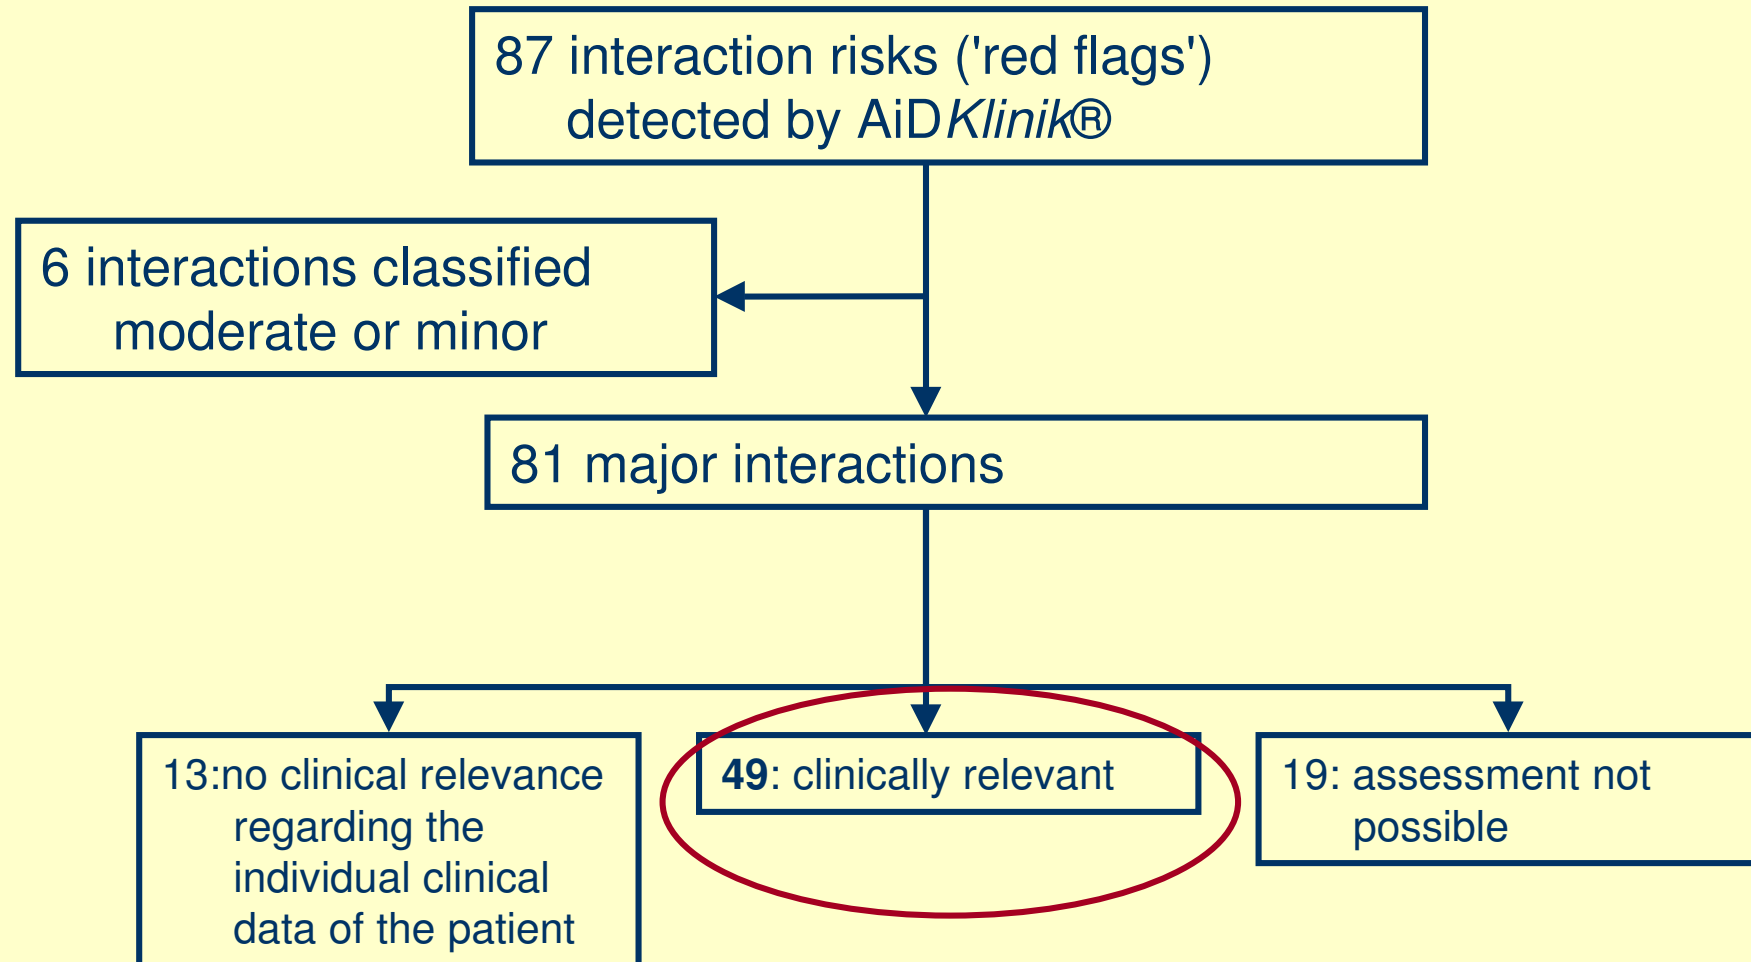 87 interaction risks ('red flags')
detected by AiDKlinik®
6 interactions classified
moderate or minor
81 major interactions
13:no clinical relevance
regarding the
individual clinical
data of the patient
49: clinically relevant
19: assessment not
possible